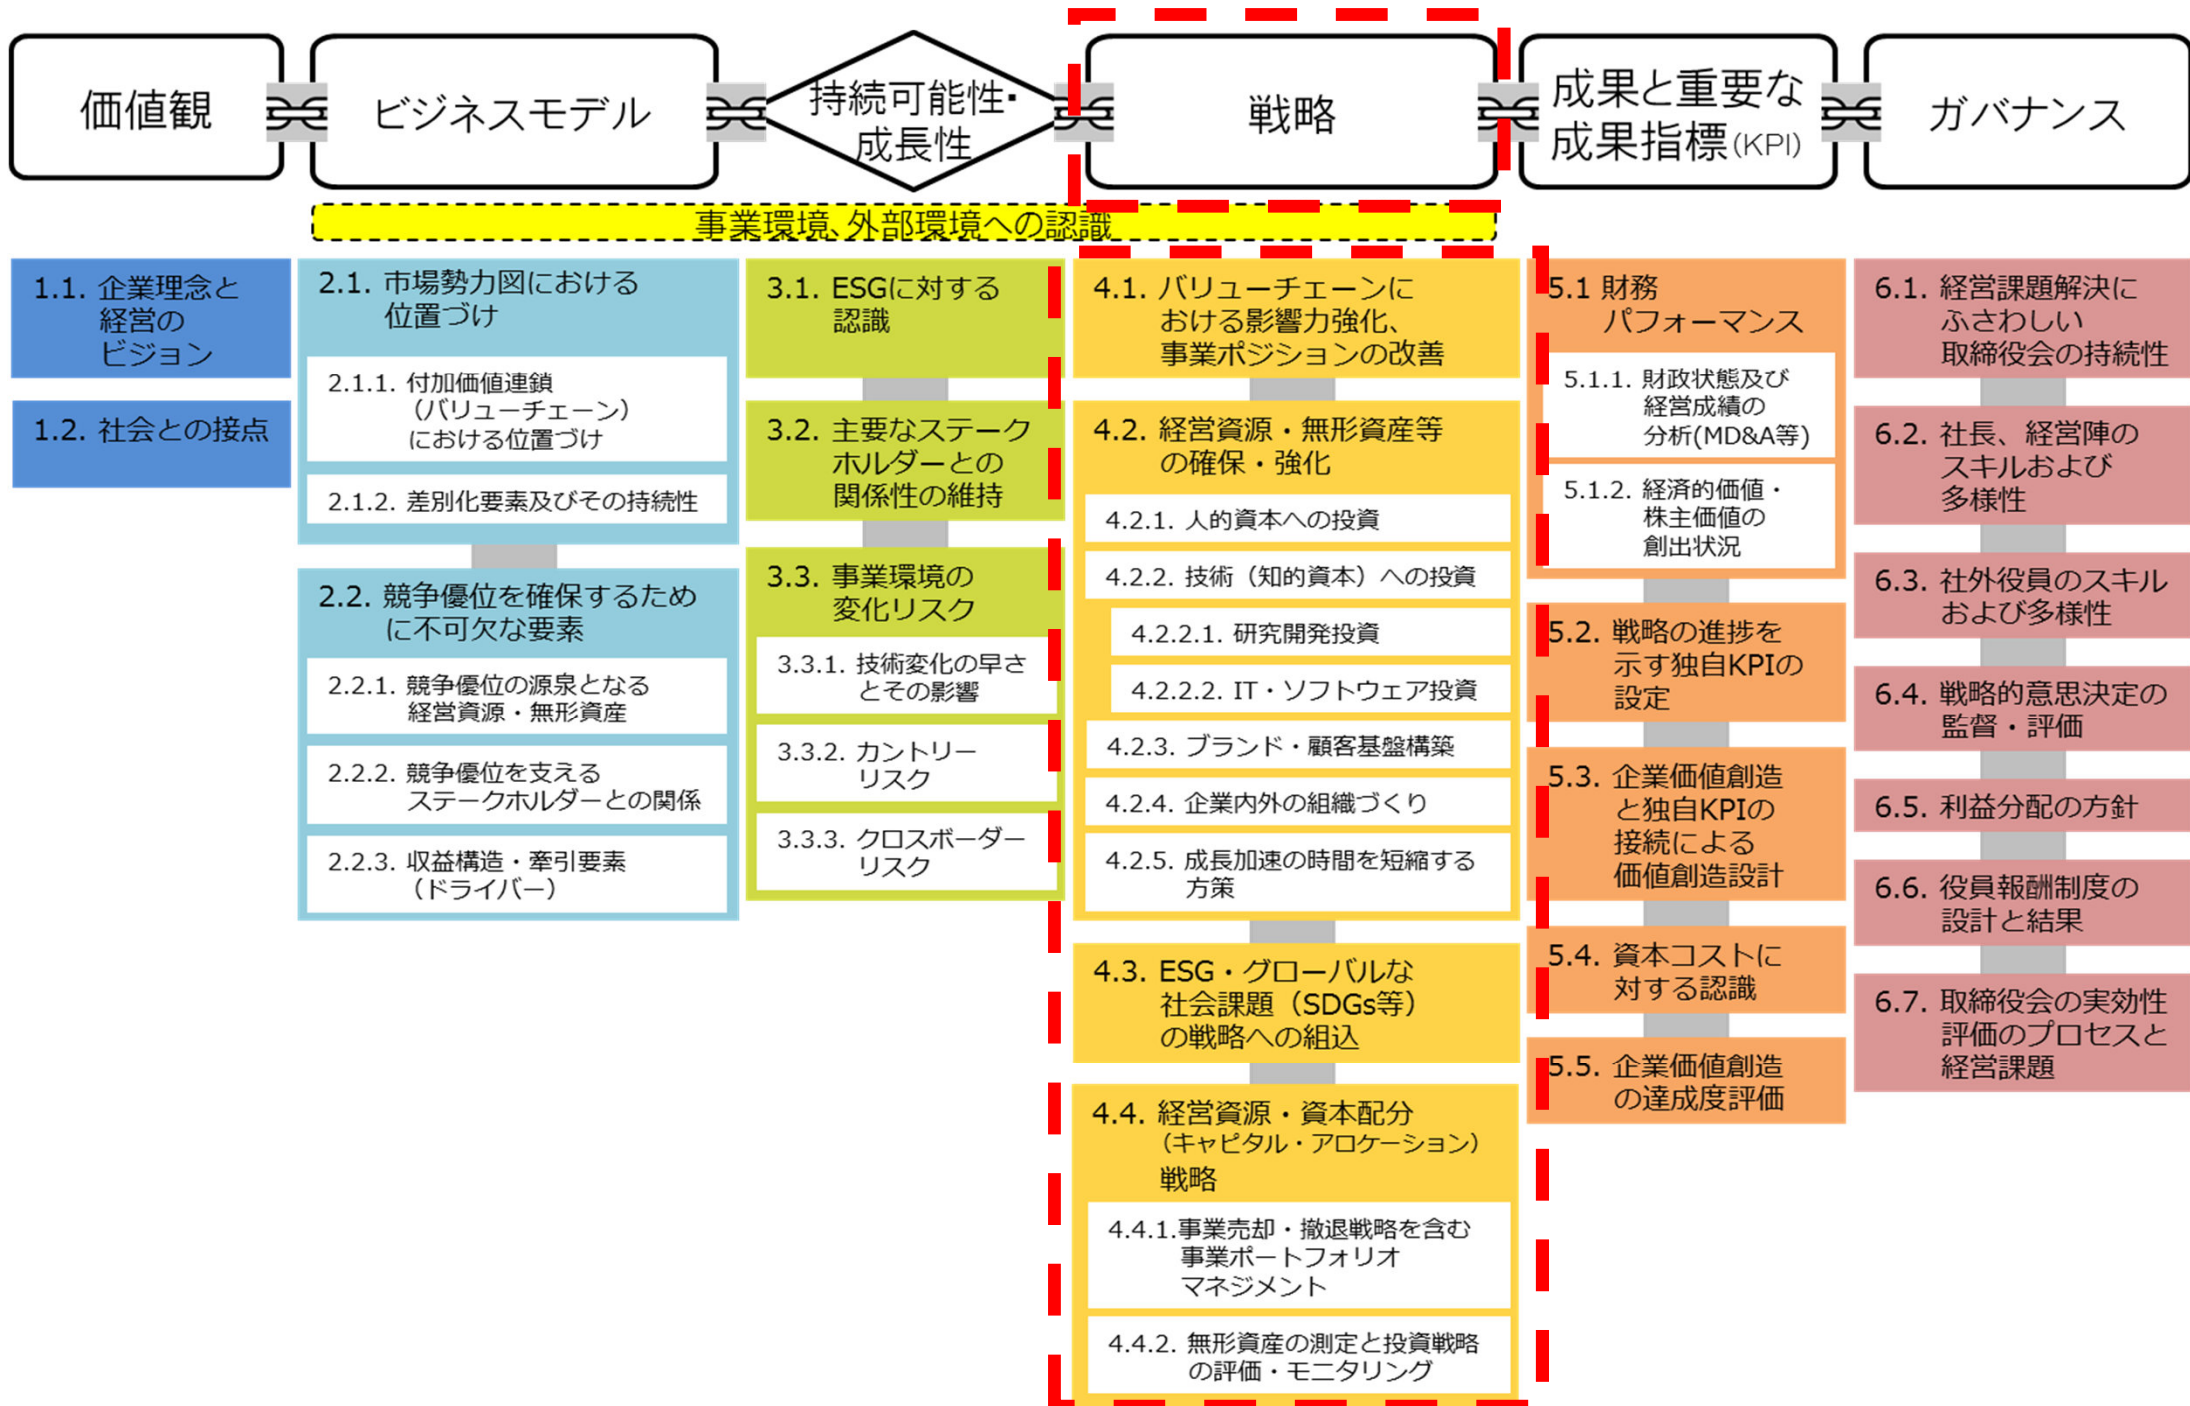 価値観
ビジネスモデル
持続可能性・
成長性
戦略
成果と重要な
成果指標(KPI)
ガバナンス
事業環境、外部環境への認識
1.1. 企業理念と
経営の
ビジョン
1.2. 社会との接点
2.1. 市場勢力図における
位置づけ
2.1.1. 付加価値連鎖
（バリューチェーン）
における位置づけ
2.1.2. 差別化要素及びその持続性
2.2. 競争優位を確保するため
に不可欠な要素
2.2.1. 競争優位の源泉となる
経営資源・無形資産
2.2.2. 競争優位を支える
ステークホルダーとの関係
2.2.3. 収益構造・牽引要素
（ドライバー）
3.1. ESGに対する
認識
3.2. 主要なステーク
ホルダーとの
関係性の維持
3.3. 事業環境の
変化リスク
3.3.1. 技術変化の早さ
とその影響
3.3.2. カントリー
リスク
3.3.3. クロスボーダー
リスク
4.1. バリューチェーンに
おける影響力強化、
事業ポジションの改善
4.2. 経営資源・無形資産等
の確保・強化
4.2.1. 人的資本への投資
4.2.2. 技術（知的資本）への投資
4.2.2.1. 研究開発投資
4.2.2.2. IT・ソフトウェア投資
4.2.3. ブランド・顧客基盤構築
4.2.4. 企業内外の組織づくり
4.2.5. 成長加速の時間を短縮する
方策
4.3. ESG・グローバルな
社会課題（SDGs等）
の戦略への組込
4.4. 経営資源・資本配分
（キャピタル・アロケーション）
戦略
4.4.1.事業売却・撤退戦略を含む
事業ポートフォリオ
マネジメント
4.4.2. 無形資産の測定と投資戦略
の評価・モニタリング
5.1 財務
パフォーマンス
5.1.1. 財政状態及び
経営成績の
分析(MD&A等)
5.1.2. 経済的価値・
株主価値の
創出状況
5.2. 戦略の進捗を
示す独自KPIの
設定
5.3. 企業価値創造
と独自KPIの
接続による
価値創造設計
5.4. 資本コストに
対する認識
5.5. 企業価値創造
の達成度評価
6.1. 経営課題解決に
ふさわしい
取締役会の持続性
6.2. 社長、経営陣の
スキルおよび
多様性
6.3. 社外役員のスキル
および多様性
6.4. 戦略的意思決定の
監督・評価
6.5. 利益分配の方針
6.6. 役員報酬制度の
設計と結果
6.7. 取締役会の実効性
評価のプロセスと
経営課題